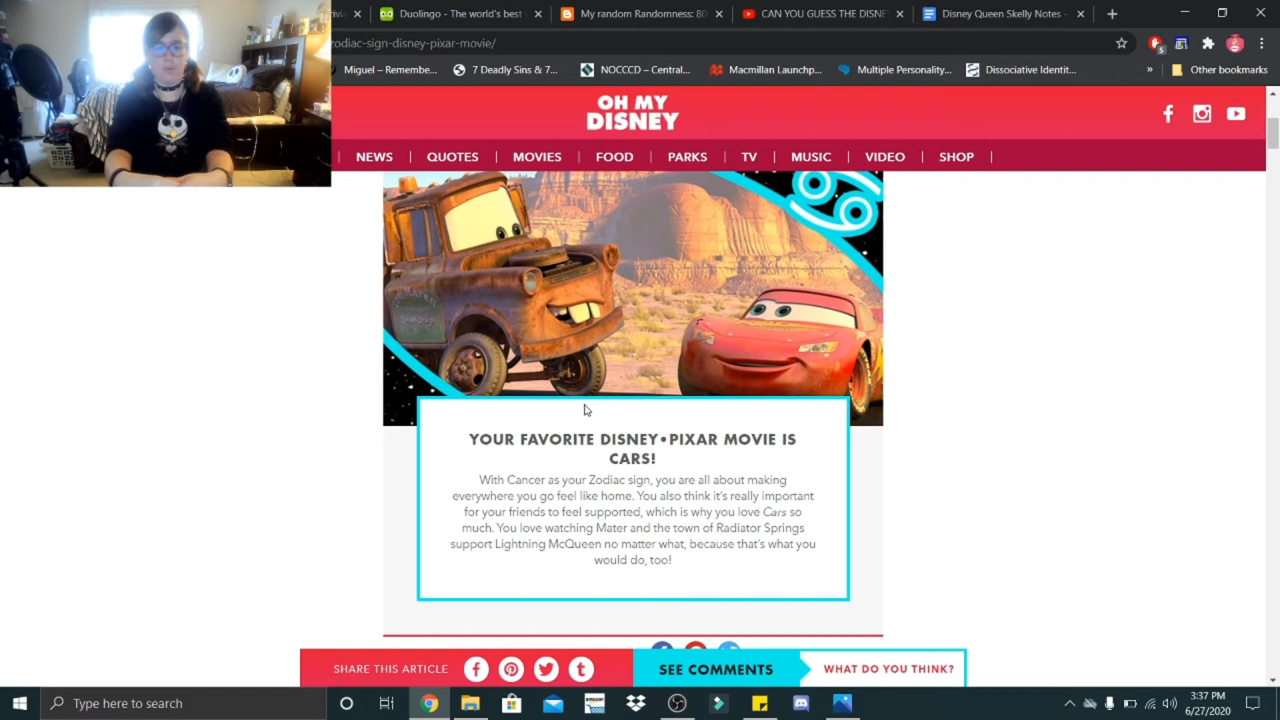 ivia
Duolingo - The world's best
My random Randomness: 80
CAN YOU GUESS THE DISNE
Disney Queen Skelly Notes -
zodiac-sign-disney-pixar-movie/
Miguel – Remembe...
7 Deadly Sins & 7...
NOCCCD – Central...
Macmillan Launchp...
Multiple Personality...
Dissociative Identit...
Other bookmarks
OH MY
DISNEY
NEWS | QUOTES | MOVIES | FOOD | PARKS | TV | MUSIC | VIDEO | SHOP
YOUR FAVORITE DISNEY•PIXAR MOVIE IS
CARS!
With Cancer as your Zodiac sign, you are all about making
everywhere you go feel like home. You also think it's really important
for your friends to feel supported, which is why you love Cars so
much. You love watching Mater and the town of Radiator Springs
support Lightning McQueen no matter what, because that's what you
would do, too!
SHARE THIS ARTICLE
SEE COMMENTS
WHAT DO YOU THINK?
Type here to search
3:37 PM
6/27/2020